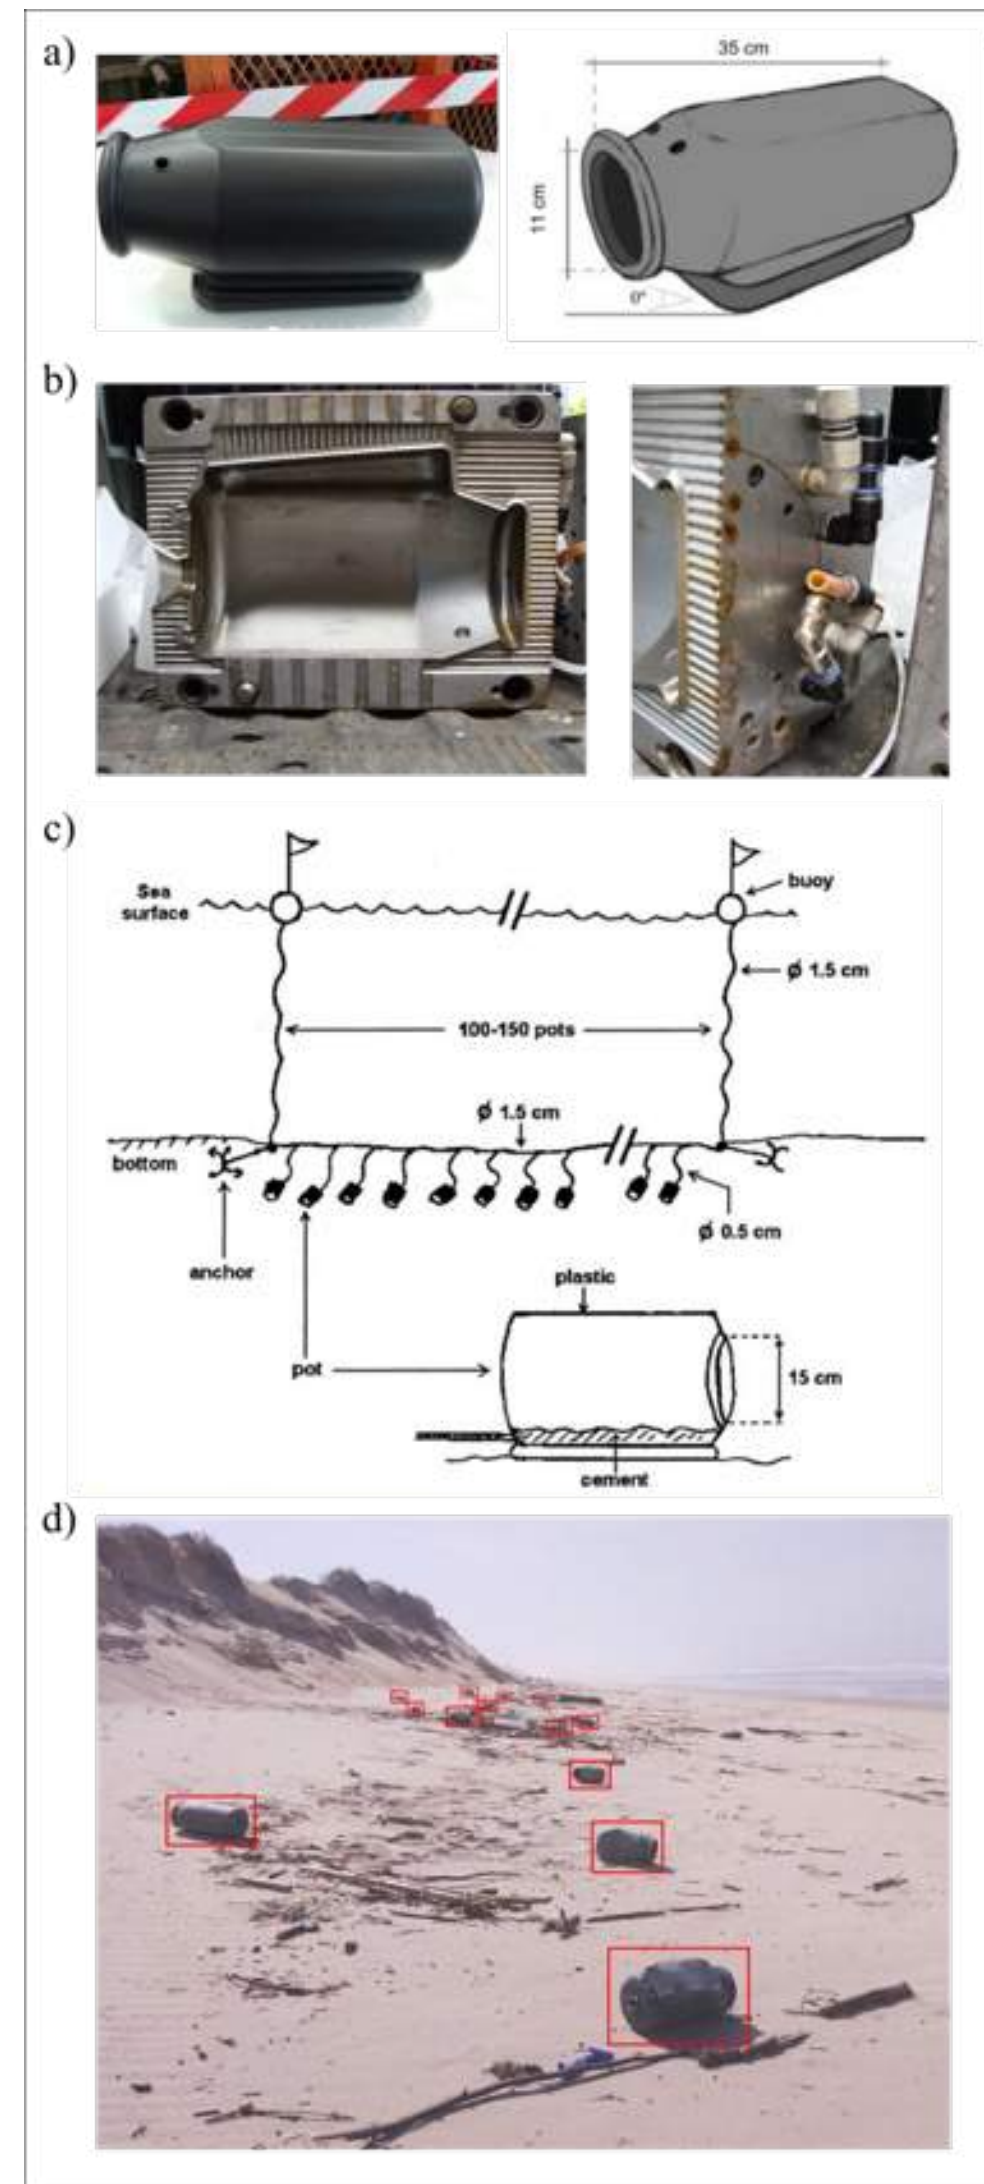 a)
35 cm
11 cm
θ°
b)
c)
Sea
surface
buoy
ø 1.5 cm
100-150 pots
ø 1.5 cm
bottom
ø 0.5 cm
anchor
plastic
pot
15 cm
cement
d)